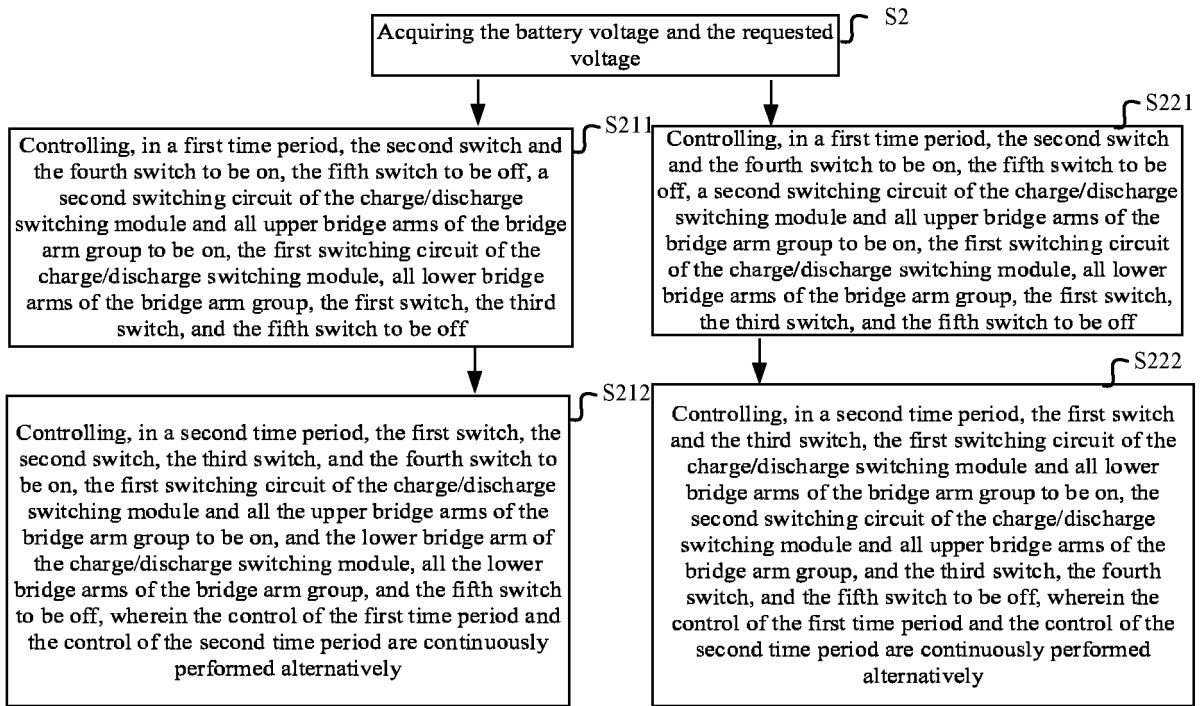 Acquiring the battery voltage and the requested
voltage
S2
Controlling, in a first time period, the second switch and
the fourth switch to be on, the fifth switch to be off, a
second switching circuit of the charge/discharge
switching module and all upper bridge arms of the bridge
arm group to be on, the first switching circuit of the
charge/discharge switching module, all lower bridge
arms of the bridge arm group, the first switch, the third
switch, and the fifth switch to be off
S211
Controlling, in a first time period, the second switch
and the fourth switch to be on, the fifth switch to be
off, a second switching circuit of the charge/discharge
switching module and all upper bridge arms of the
bridge arm group to be on, the first switching circuit
of the charge/discharge switching module, all lower
bridge arms of the bridge arm group, the first switch,
the third switch, and the fifth switch to be off
S221
Controlling, in a second time period, the first switch, the
second switch, the third switch, and the fourth switch to
be on, the first switching circuit of the charge/discharge
switching module and all the upper bridge arms of the
bridge arm group to be on, and the lower bridge arm of
the charge/discharge switching module, all the lower
bridge arms of the bridge arm group, and the fifth switch
to be off, wherein the control of the first time period and
the control of the second time period are continuously
performed alternatively
S212
Controlling, in a second time period, the first switch
and the third switch, the first switching circuit of the
charge/discharge switching module and all lower
bridge arms of the bridge arm group to be on, the
second switching circuit of the charge/discharge
switching module and all upper bridge arms of the
bridge arm group, and the third switch, the fourth
switch, and the fifth switch to be off, wherein the
control of the first time period and the control of the
second time period are continuously performed
alternatively
S222